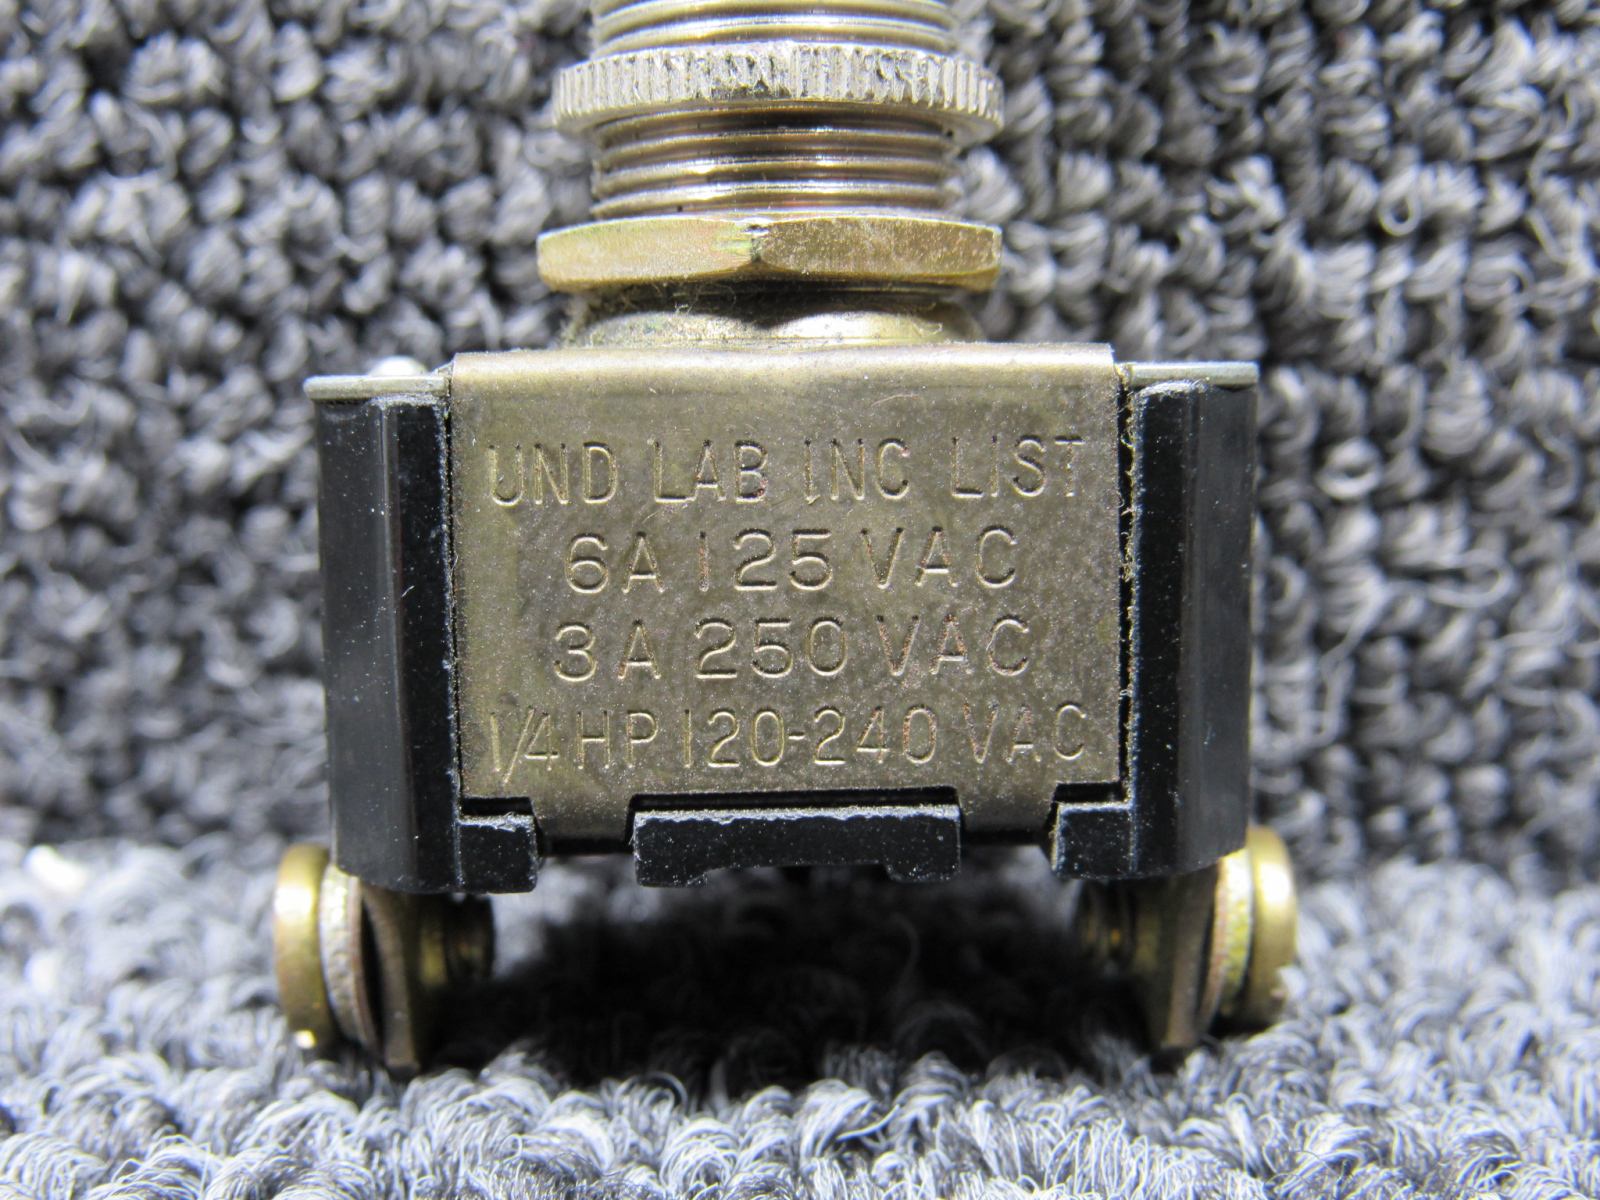 UND LAB INC LIST
6A 125 VAC
3A 250 VAC
1/4 HP 120-240 VAC